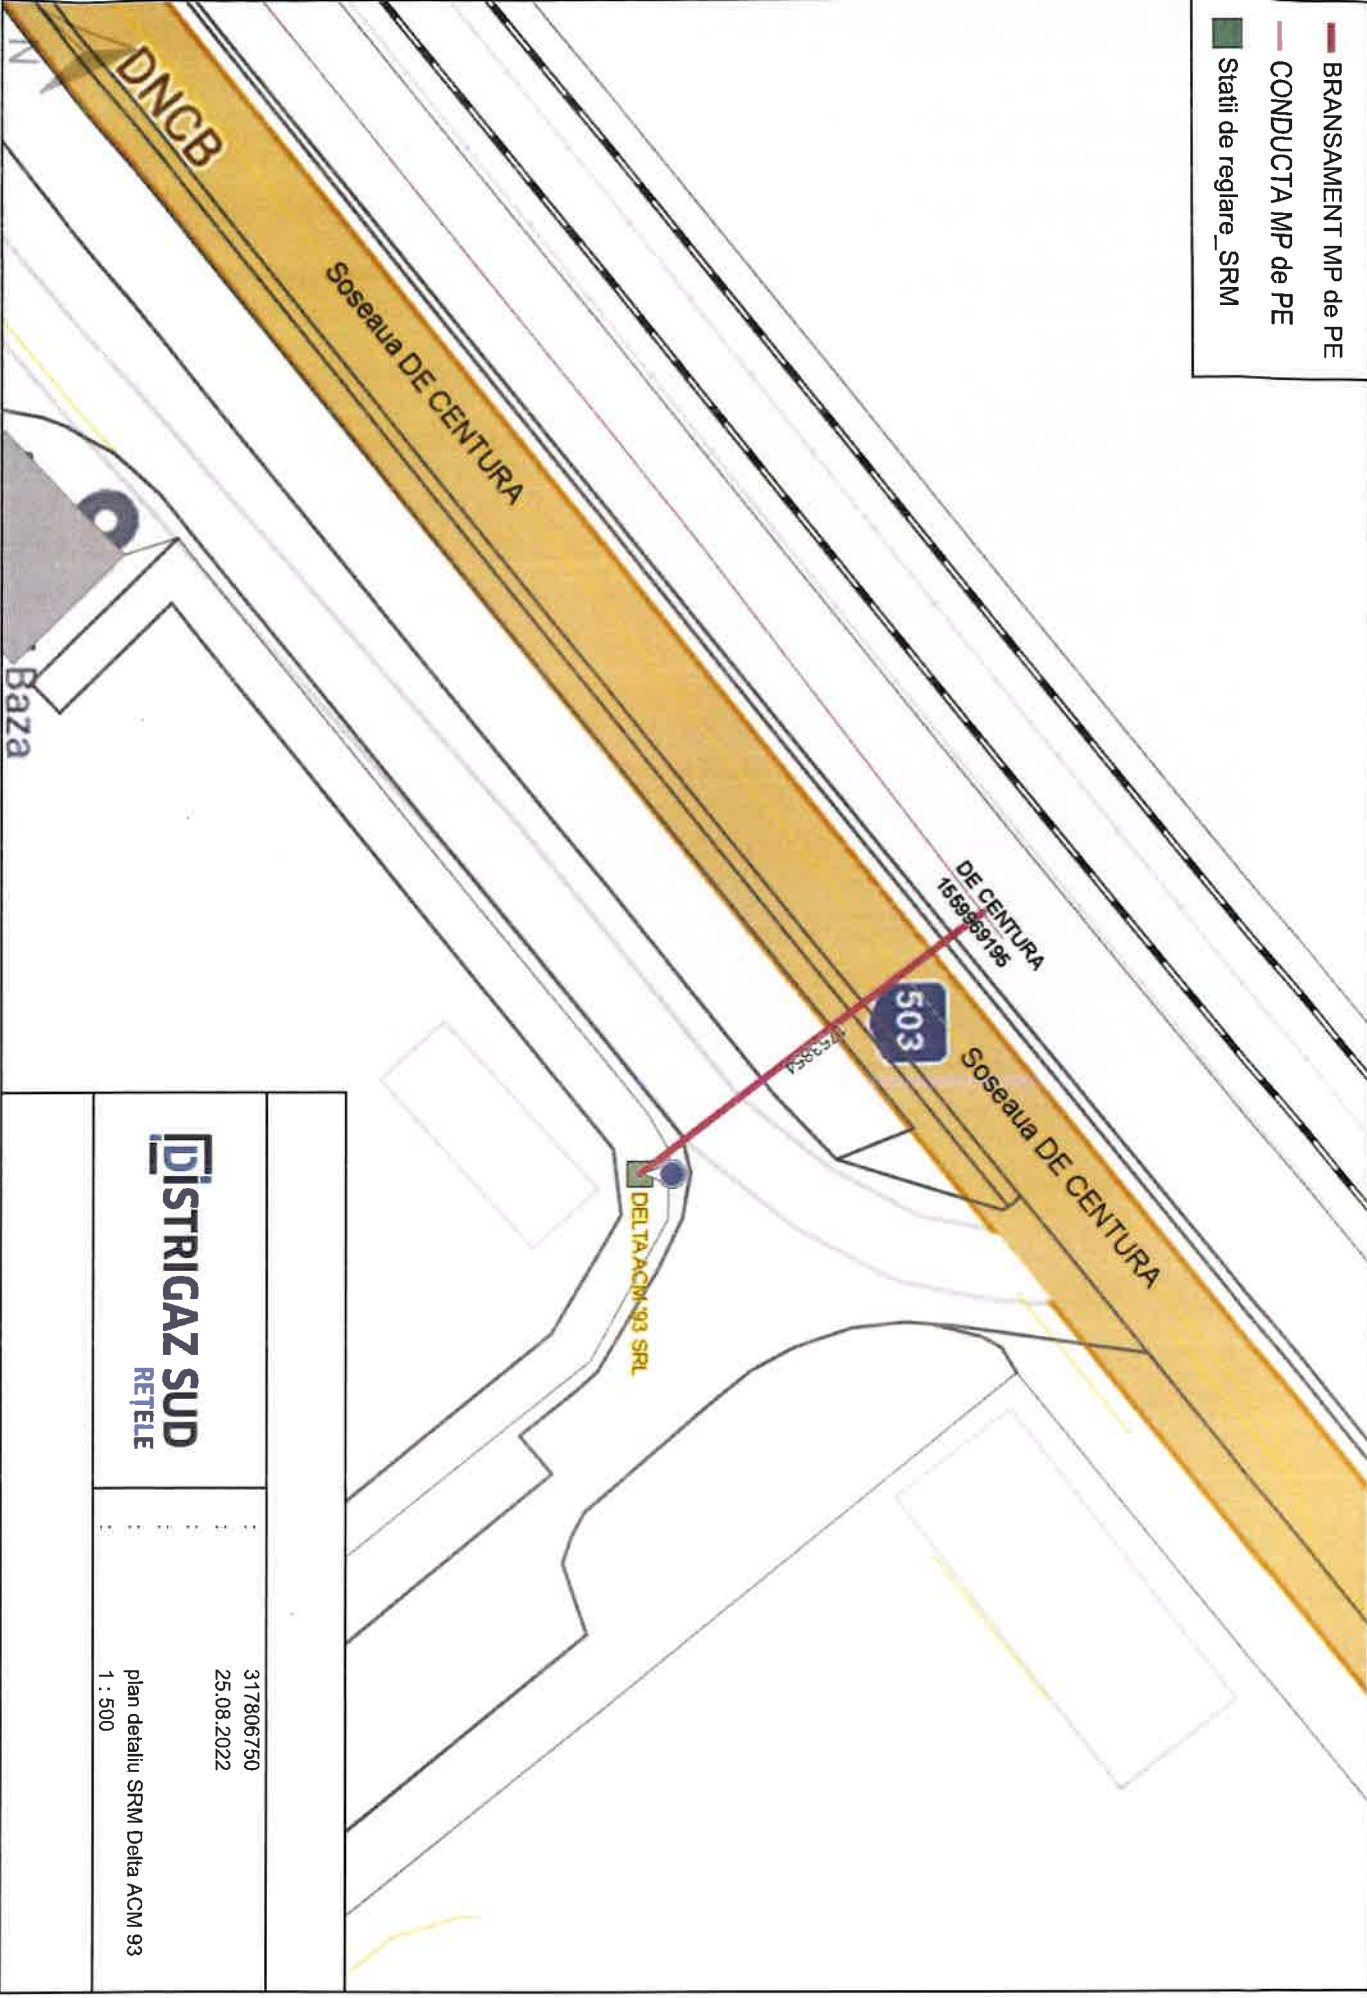 BRANSAMENT MP de PE
CONDUCTA MP de PE
Statii de reglare_SRM
N
DNCB
Soseaua DE CENTURA
DE CENTURA
1559969195
503
Soseaua DE CENTURA
DELTA ACM '93 SRL
Baza
DISTRIGAZ SUD
REȚELE
: 317806750
: 25.08.2022
:
:
: plan detaliu SRM Delta ACM 93
: 1 : 500